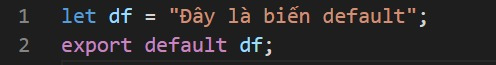 1 let df = "Đây là biến default";
2 export default df;